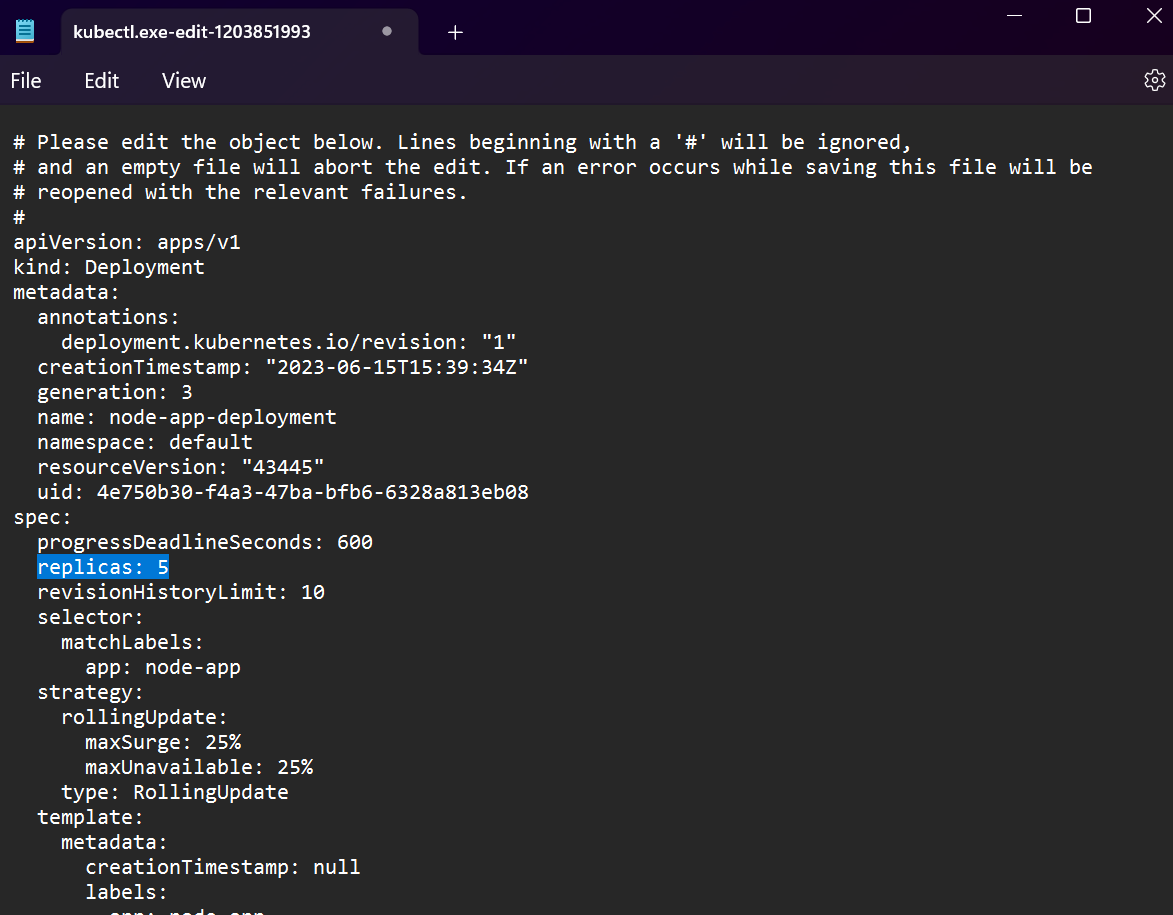 kubectl.exe-edit-1203851993
File Edit View
# Please edit the object below. Lines beginning with a '#' will be ignored,
# and an empty file will abort the edit. If an error occurs while saving this file will be
# reopened with the relevant failures.
#
apiVersion: apps/v1
kind: Deployment
metadata:
  annotations:
    deployment.kubernetes.io/revision: "1"
  creationTimestamp: "2023-06-15T15:39:34Z"
  generation: 3
  name: node-app-deployment
  namespace: default
  resourceVersion: "43445"
  uid: 4e750b30-f4a3-47ba-bfb6-6328a813eb08
spec:
  progressDeadlineSeconds: 600
  replicas: 5
  revisionHistoryLimit: 10
  selector:
    matchLabels:
      app: node-app
  strategy:
    rollingUpdate:
      maxSurge: 25%
      maxUnavailable: 25%
    type: RollingUpdate
  template:
    metadata:
      creationTimestamp: null
      labels:
        app: node-app